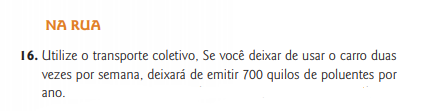 NA RUA
16. Utilize o transporte coletivo, Se você deixar de usar o carro duas
vezes por semana, deixará de emitir 700 quilos de poluentes por
ano.